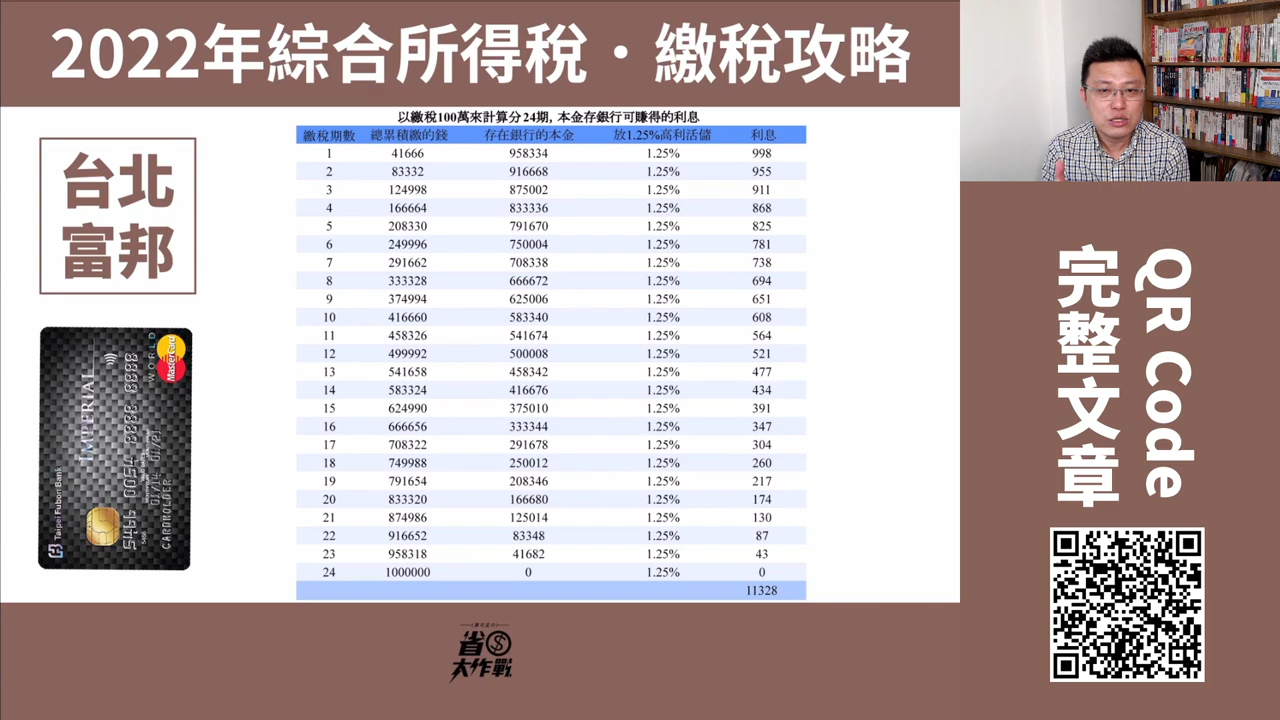 2022年綜合所得稅・繳稅攻略
台北
富邦
以繳稅100萬來計算分24期, 本金存銀行可賺得的利息
繳稅期數 總累積繳的錢 存在銀行的本金 放1.25%高利活儲 利息
1 41666 958334 1.25% 998
2 83332 916668 1.25% 955
3 124998 875002 1.25% 911
4 166664 833336 1.25% 868
5 208330 791670 1.25% 825
6 249996 750004 1.25% 781
7 291662 708338 1.25% 738
8 333328 666672 1.25% 694
9 374994 625006 1.25% 651
10 416660 583340 1.25% 608
11 458326 541674 1.25% 564
12 499992 500008 1.25% 521
13 541658 458342 1.25% 477
14 583324 416676 1.25% 434
15 624990 375010 1.25% 391
16 666656 333344 1.25% 347
17 708322 291678 1.25% 304
18 749988 250012 1.25% 260
19 791654 208346 1.25% 217
20 833320 166680 1.25% 174
21 874986 125014 1.25% 130
22 916652 83348 1.25% 87
23 958318 41682 1.25% 43
24 1000000 0 1.25% 0
11328
Taipei Fubon Bank
IMPERIAL
WORLD
MasterCard
CARDHOLDER
QR Code
完整文章
省
大作戰